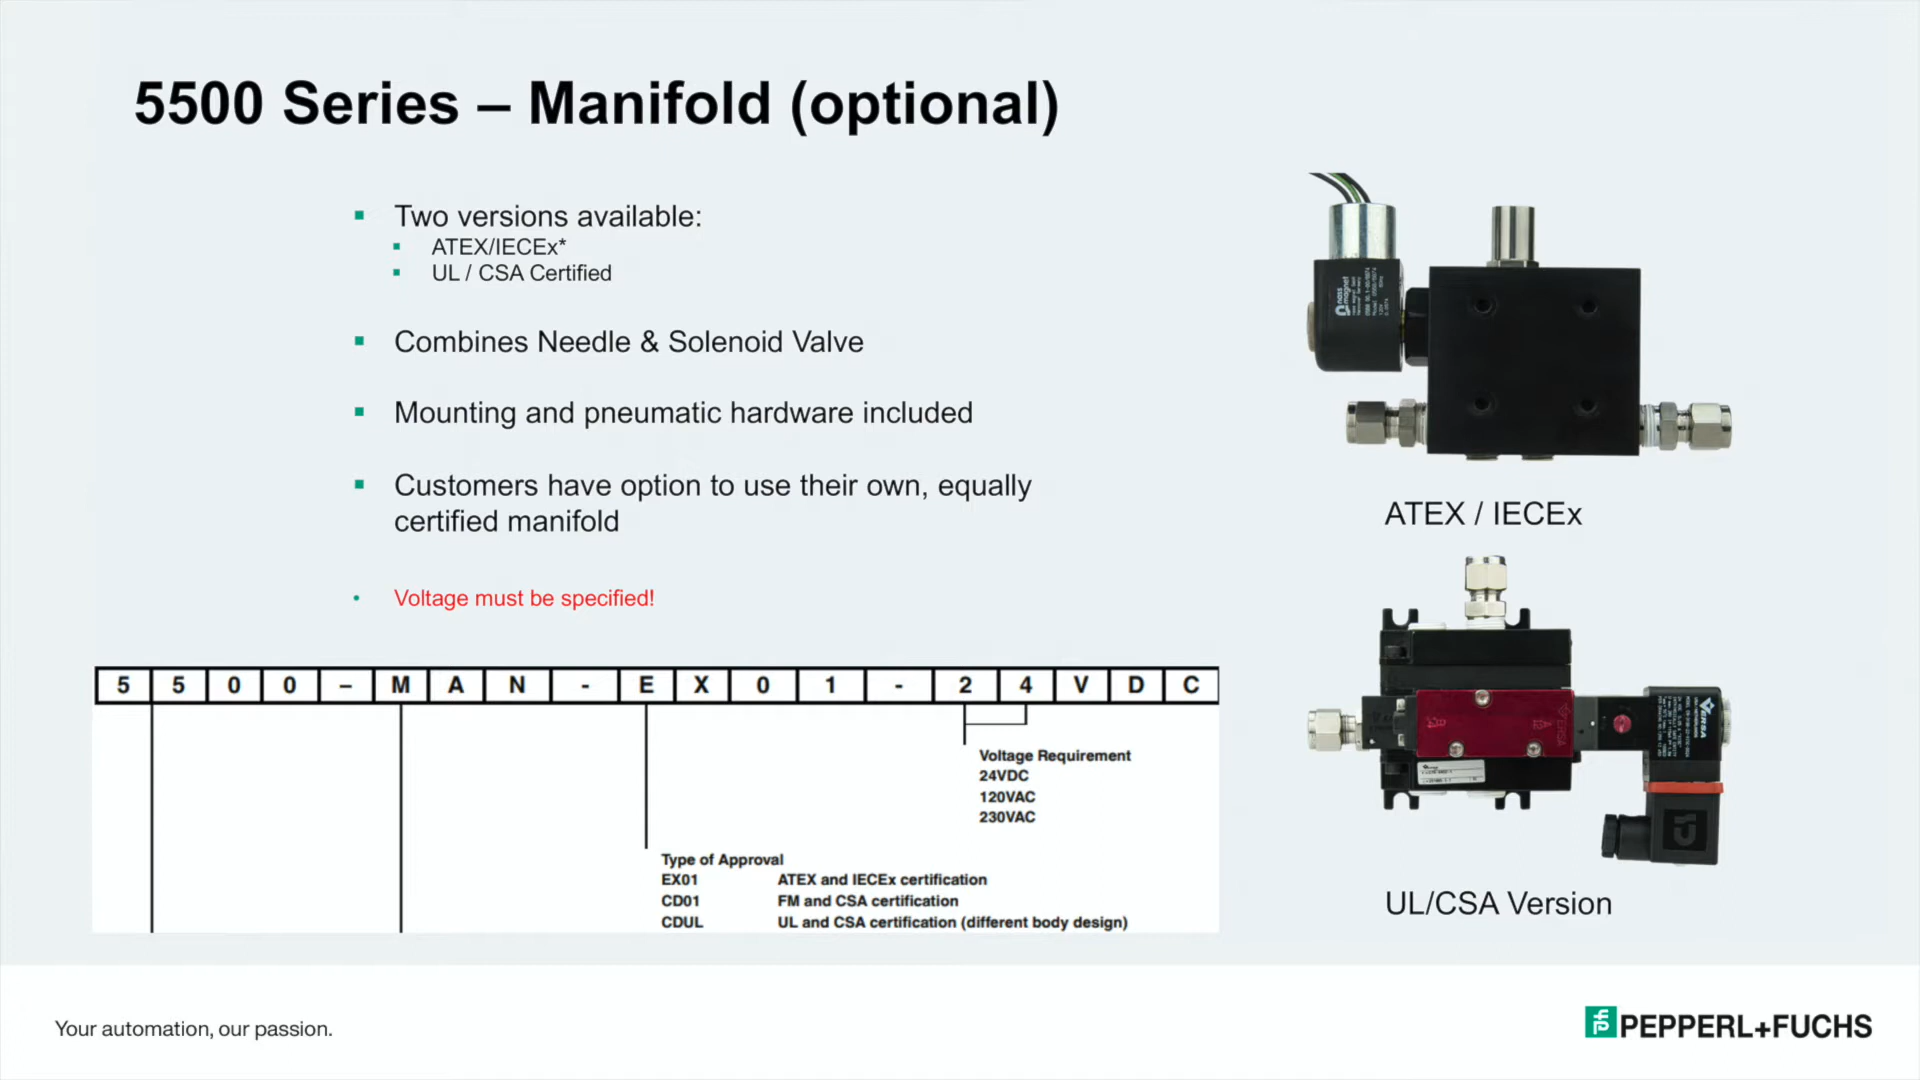 5500 Series – Manifold (optional)
Two versions available:
ATEX/IECEx*
UL / CSA Certified
Combines Needle & Solenoid Valve
Mounting and pneumatic hardware included
Customers have option to use their own, equally
certified manifold
Voltage must be specified!
5 5 0 0 – M A N - E X 0 1 - 2 4 V D C
Voltage Requirement
24VDC
120VAC
230VAC
Type of Approval
EX01 ATEX and IECEx certification
CD01 FM and CSA certification
CDUL UL and CSA certification (different body design)
nass
magnet
ATEX / IECEx
VERSA
VERSA
UL/CSA Version
Your automation, our passion.
PEPPERL+FUCHS